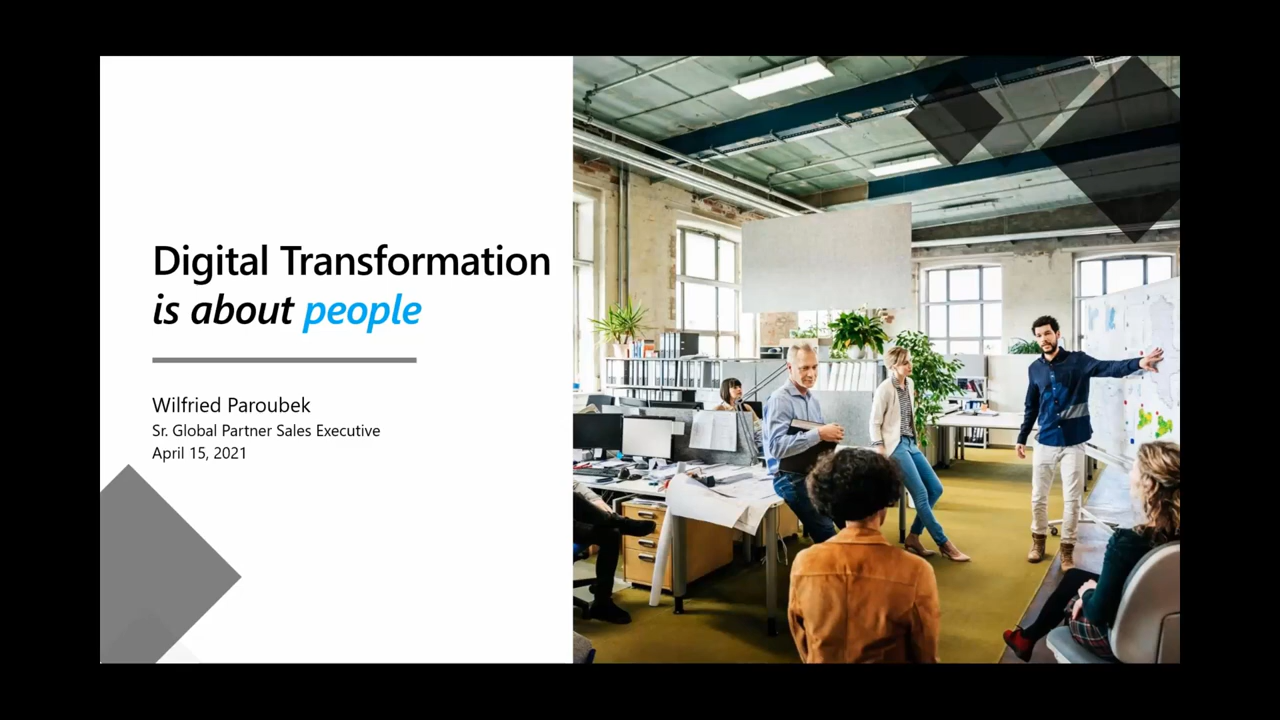 Digital Transformation
is about people
Wilfried Paroubek
Sr. Global Partner Sales Executive
April 15, 2021